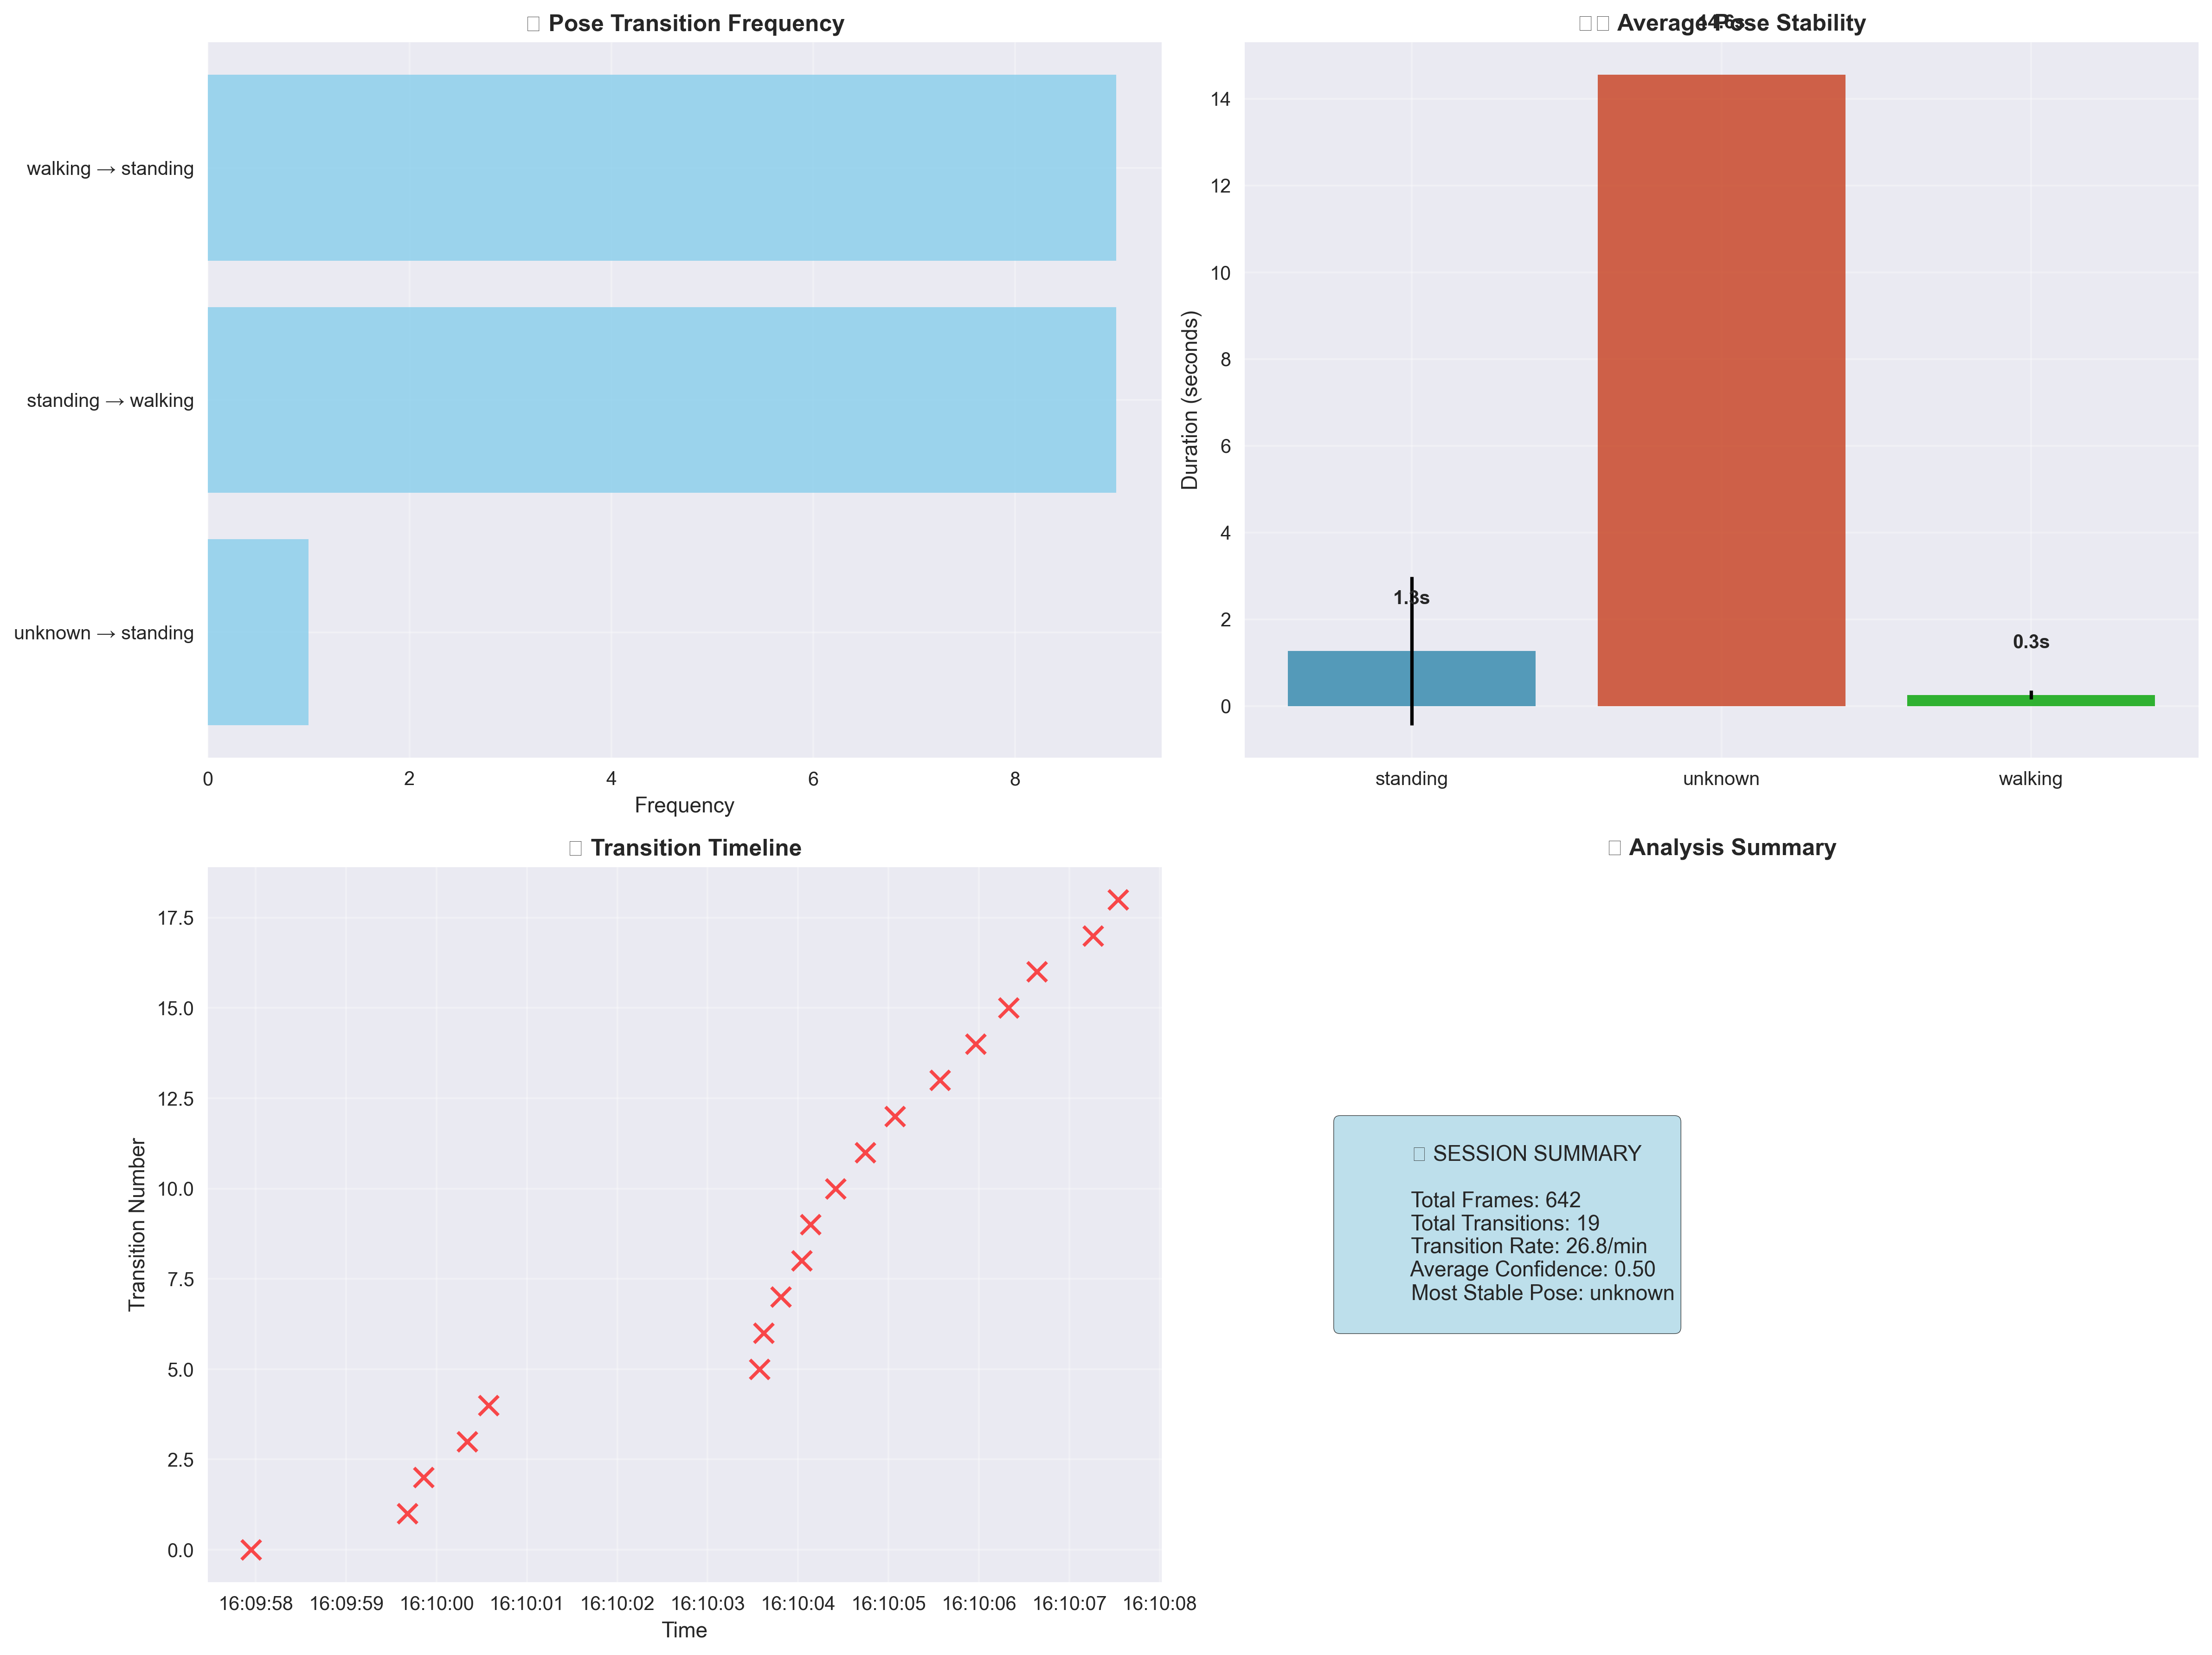 Pose Transition Frequency
walking → standing
standing → walking
unknown → standing
0 2 4 6 8
Frequency
Average Pose Stability
14.6s
14
12
10
8
6
4
2
0
Duration (seconds)
1.3s
0.3s
standing unknown walking
Transition Timeline
17.5
15.0
12.5
10.0
7.5
5.0
2.5
0.0
Transition Number
16:09:58 16:09:59 16:10:00 16:10:01 16:10:02 16:10:03 16:10:04 16:10:05 16:10:06 16:10:07 16:10:08
Time
Analysis Summary
SESSION SUMMARY
Total Frames: 642
Total Transitions: 19
Transition Rate: 26.8/min
Average Confidence: 0.50
Most Stable Pose: unknown